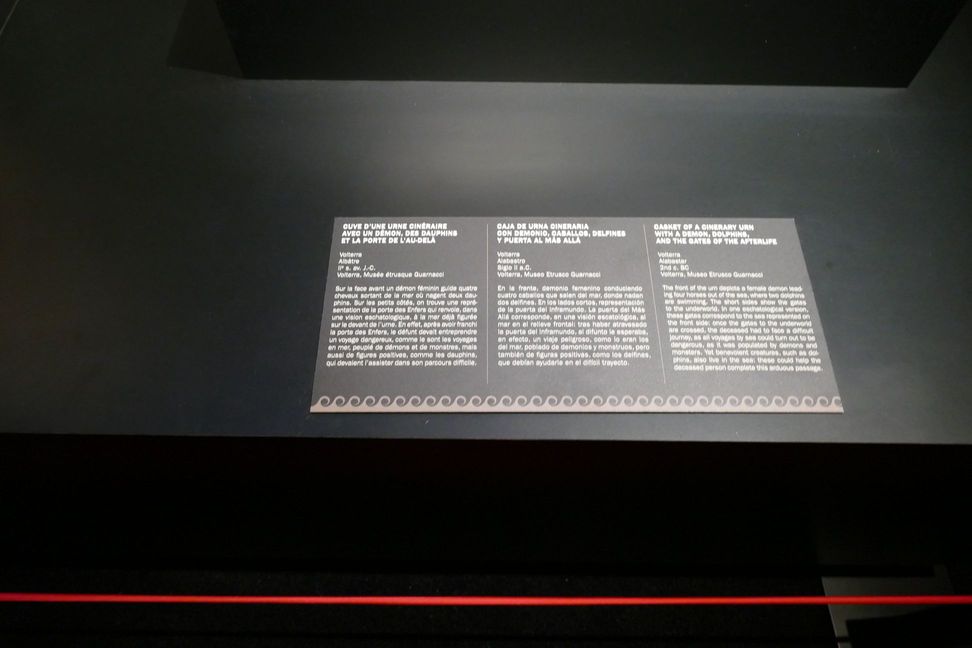 CUVE D'UNE URNE CINÉRAIRE
AVEC UN DÉMON, DES DAUPHINS
ET LA PORTE DE L'AU-DELÀ
Volterra
Albâtre
IIe s. av. J.-C.
Volterra, Musée étrusque Guarnacci
Sur la face avant un démon féminin guide quatre
chevaux sortant de la mer où nagent deux dau-
phins. Sur les petits côtés, on trouve une repré-
sentation de la porte des Enfers qui renvoie, dans
une vision eschatologique, à la mer déjà figurée
sur le devant de l'urne. En effet, après avoir franchi
la porte des Enfers, le défunt devait entreprendre
un voyage dangereux, comme le sont les voyages
en mer, peuplé de démons et de monstres, mais
aussi de figures positives, comme les dauphins,
qui devaient l'assister dans son parcours difficile.
CAJA DE URNA CINERARIA
CON DEMONIO, CABALLOS, DELFINES
Y PUERTA AL MÁS ALLÁ
Volterra
Alabastro
Siglo II a.C.
Volterra, Museo Etrusco Guarnacci
En la frente, demonio femenino conduciendo
cuatro caballos que salen del mar, donde nadan
dos delfines. En los lados cortos, representación
de la puerta del inframundo. La puerta del Más
Allá corresponde, en una visión escatológica, al
mar en el relieve frontal: tras haber atravesado
la puerta del inframundo, al difunto le esperaba,
en efecto, un viaje peligroso, como lo eran los
del mar, poblado de demonios y monstruos, pero
también de figuras positivas, como los delfines,
que debían ayudarle en el difícil trayecto.
CASKET OF A CINERARY URN
WITH A DEMON, DOLPHINS,
AND THE GATES OF THE AFTERLIFE
Volterra
Alabaster
2nd c. BC
Volterra, Museo Etrusco Guarnacci
The front of the urn depicts a female demon lead-
ing four horses out of the sea, where two dolphins
are swimming. The short sides show the gates
to the underworld. In one eschatological version,
these gates correspond to the sea represented on
the front side: once the gates to the underworld
are crossed, the deceased had to face a difficult
journey, as all voyages by sea could turn out to be
dangerous, as it was populated by demons and
monsters. Yet benevolent creatures, such as dol-
phins, also live in the sea: these could help the
deceased person complete this arduous passage.